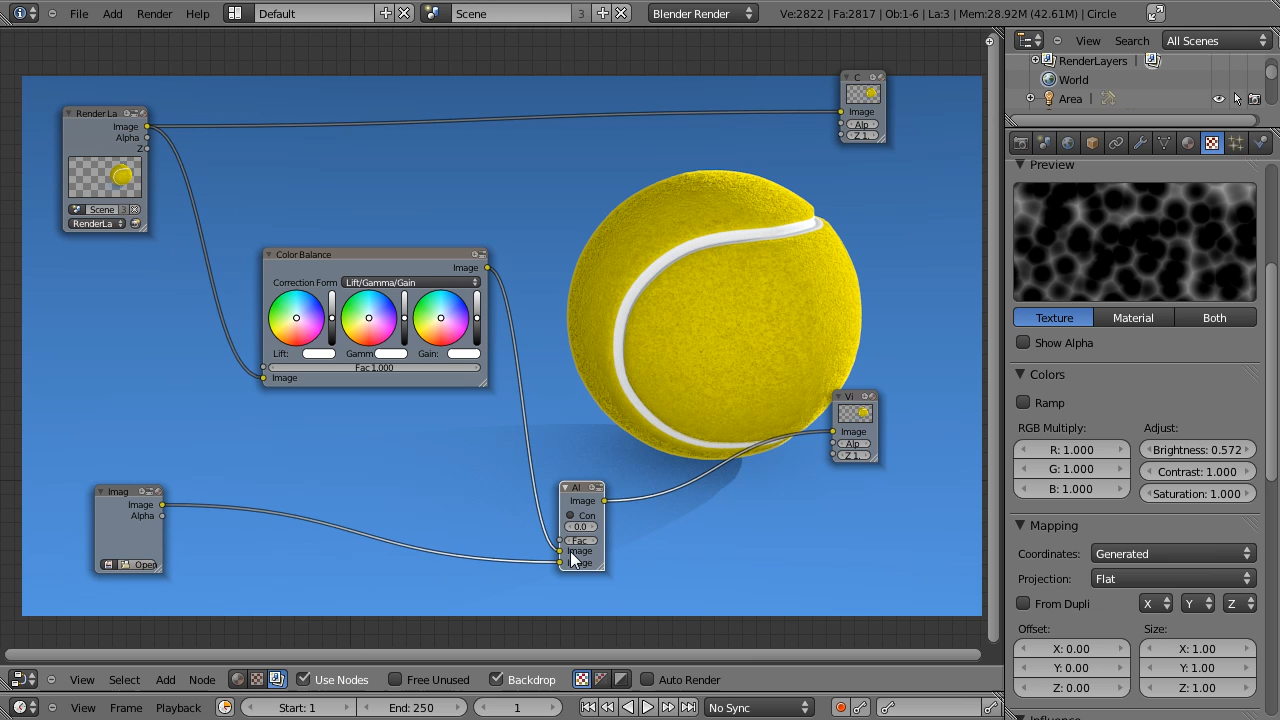 File Add Render Help Default Scene 3 Blender Render Ve:2822 | Fa:2817 | Ob:1-6 | La:3 | Mem:28.92M (42.61M) | Circle
View Search All Scenes
RenderLayers |
World
Area |
Render La
Image
Alpha
Z
Scene 3
RenderLa
C
Image
Alp
Z 1.
Color Balance
Image
Correction Form Lift/Gamma/Gain
Lift: Gamm Gain:
Fac 1.000
Image
Vi
Image
Alp
Z 1.
Imag
Image
Alpha
Open
Al
Image
Con
0.0
Fac
Image
Preview
Texture Material Both
Show Alpha
Colors
Ramp
RGB Multiply: Adjust:
R: 1.000 Brightness: 0.572
G: 1.000 Contrast: 1.000
B: 1.000 Saturation: 1.000
Mapping
Coordinates: Generated
Projection: Flat
From Dupli X Y Z
Offset: Size:
X: 0.00 X: 1.00
Y: 0.00 Y: 1.00
Z: 0.00 Z: 1.00
View Select Add Node Use Nodes Free Unused Backdrop Auto Render
View Frame Playback Start: 1 End: 250 1 No Sync